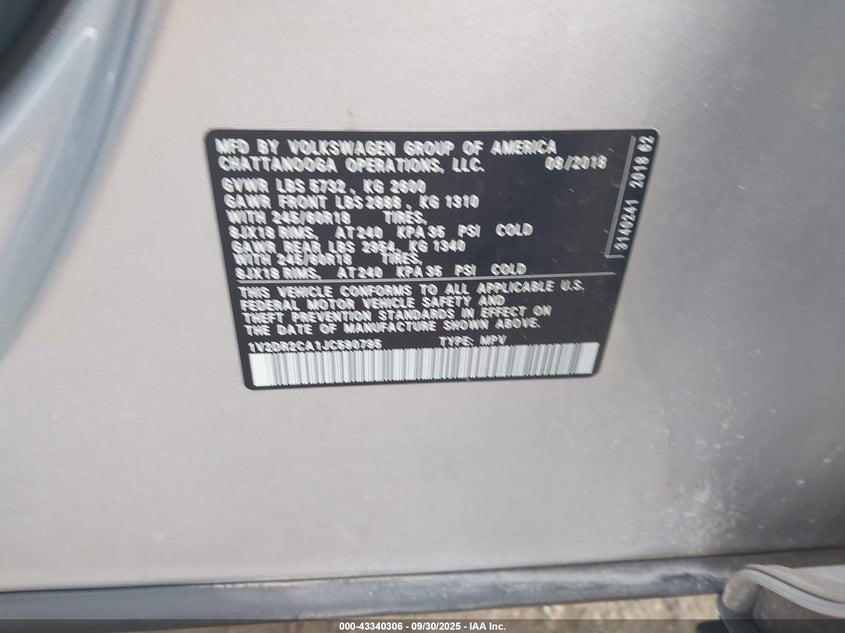 MFD BY VOLKSWAGEN GROUP OF AMERICA
CHATTANOOGA OPERATIONS, LLC. 08/2018
GVWR LBS 5732 , KG 2600
GAWR FRONT LBS 2888 , KG 1310
WITH 245/60R18 TIRES,
8JX18 RIMS, AT 240 KPA 35 PSI COLD
GAWR REAR LBS 2954, KG 1340
WITH 245/60R18 TIRES,
8JX18 RIMS, AT 240 KPA 35 PSI COLD
THIS VEHICLE CONFORMS TO ALL APPLICABLE U.S.
FEDERAL MOTOR VEHICLE SAFETY AND
THEFT PREVENTION STANDARDS IN EFFECT ON
THE DATE OF MANUFACTURE SHOWN ABOVE.
1V2DR2CA1JC590795 TYPE: MPV
3140241 2018 62
000-43340306 - 09/30/2025 - IAA Inc.